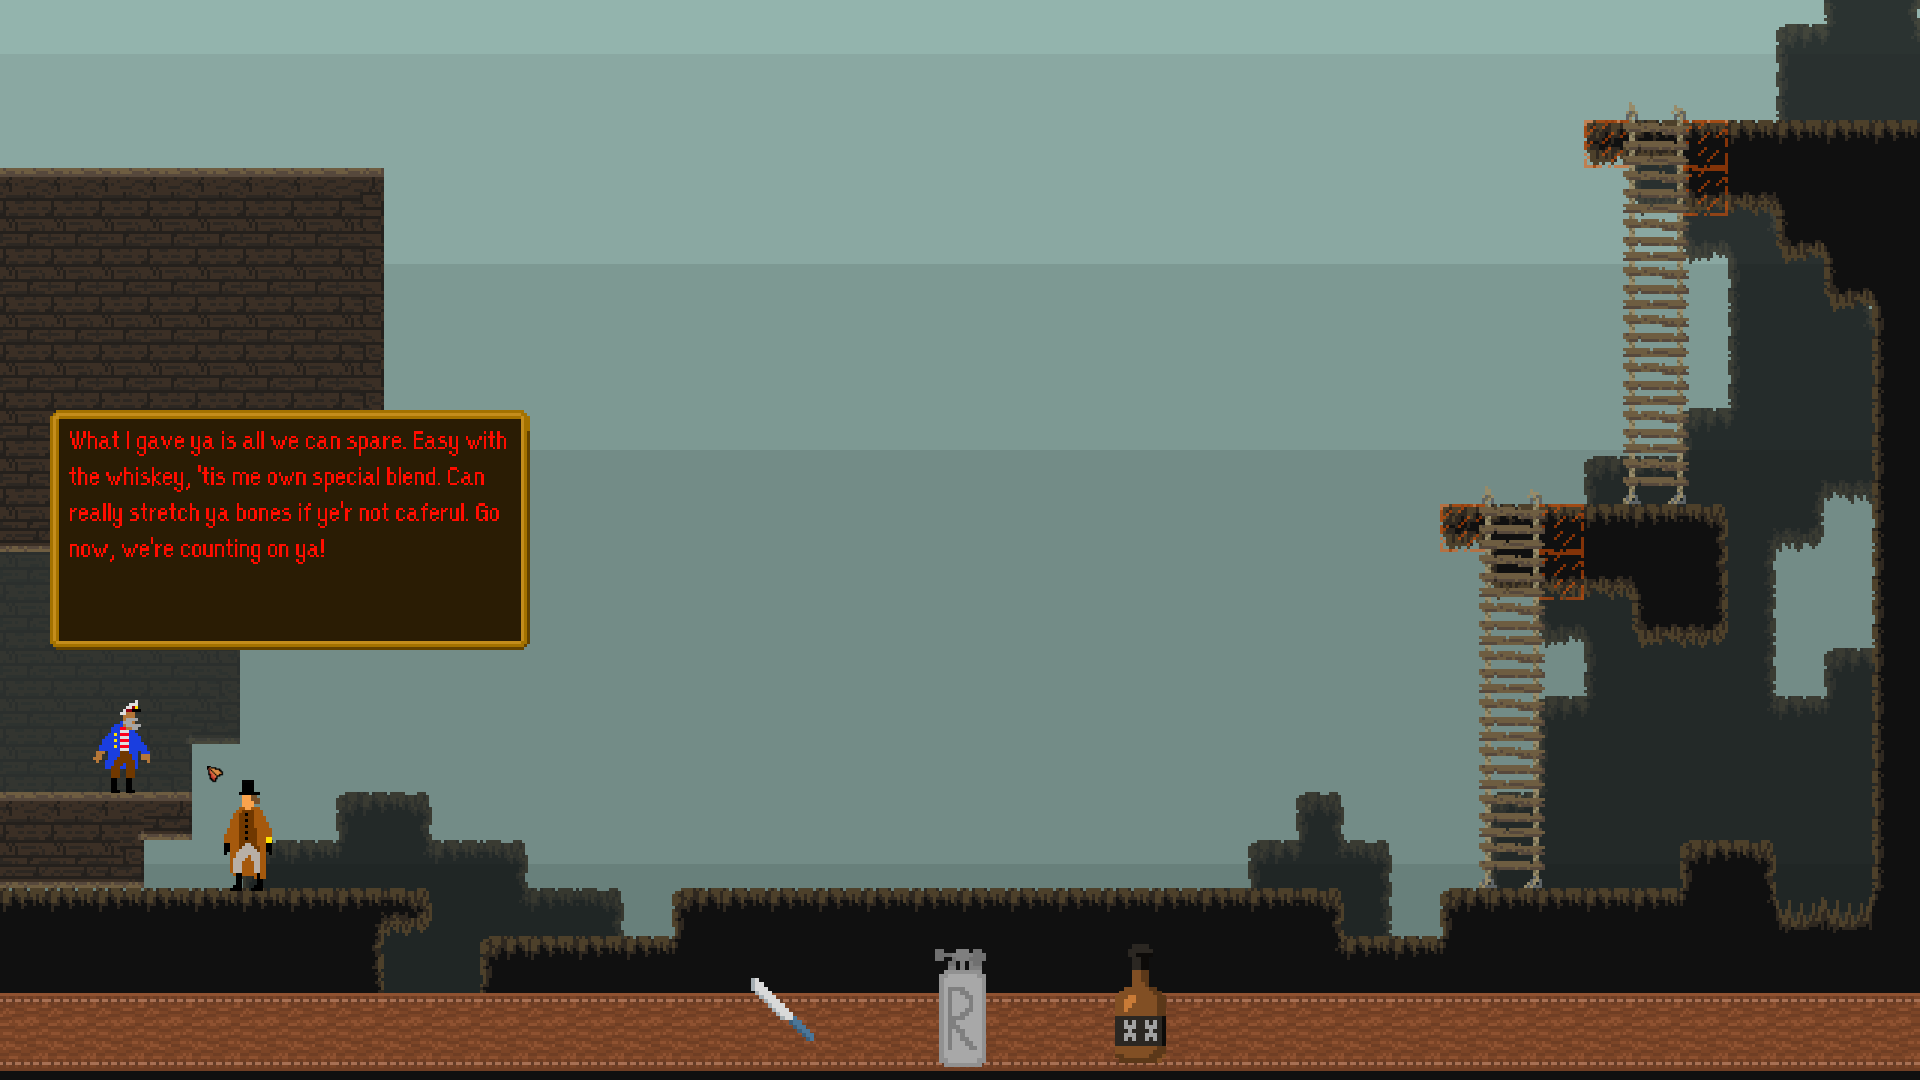 What I gave ya is all we can spare. Easy with
the whiskey, 'tis me own special blend. Can
really stretch ya bones if ye'r not caferul. Go
now, we're counting on ya!
R
XX